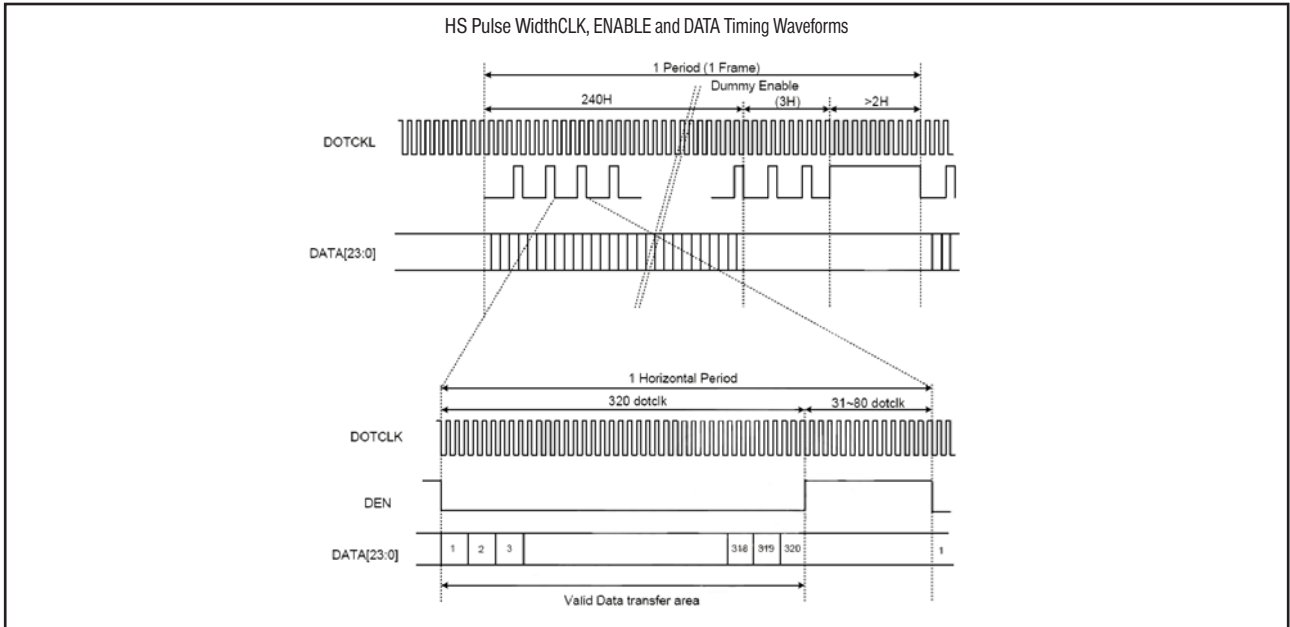 HS Pulse WidthCLK, ENABLE and DATA Timing Waveforms
1 Period (1 Frame)
Dummy Enable
240H
(3H)
>2H
DOTCKL
DATA[23:0]
1 Horizontal Period
320 dotclk
31~80 dotclk
DOTCLK
DEN
DATA[23:0]
1 2 3 318 319 320 1
Valid Data transfer area